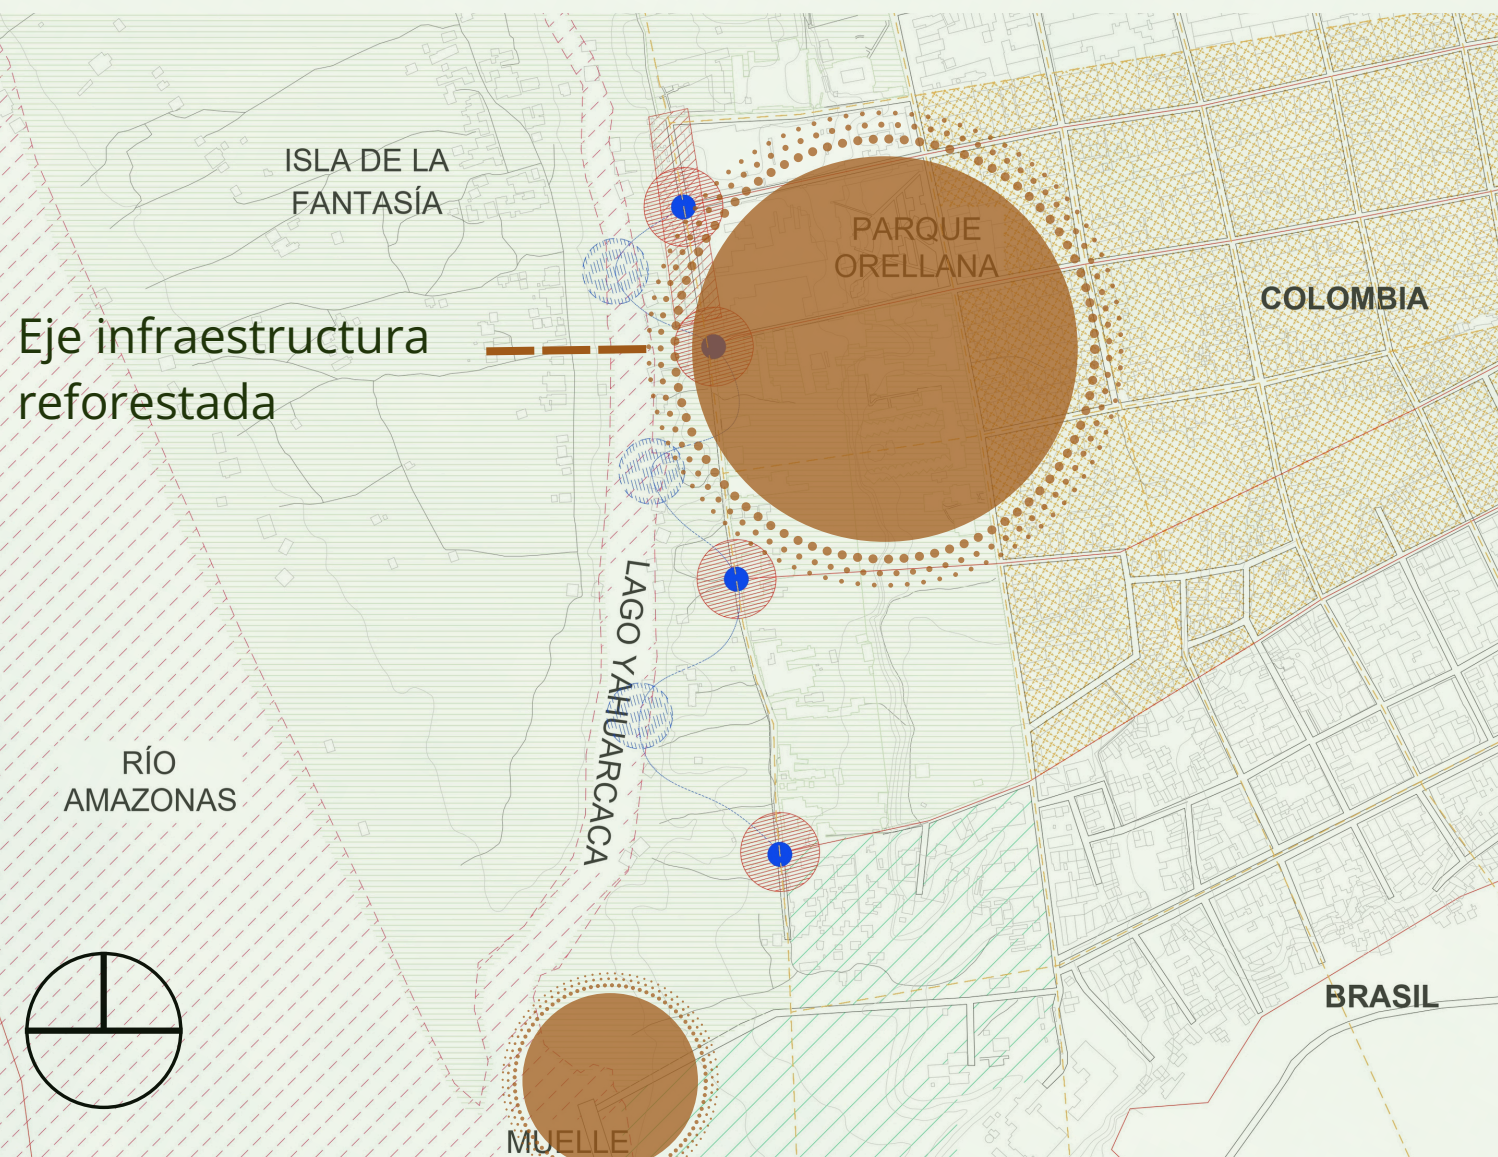 ISLA DE LA
FANTASÍA
PARQUE
ORELLANA
COLOMBIA
Eje infraestructura
reforestada
LAGO YAHUARCACA
RÍO
AMAZONAS
BRASIL
MUELLE